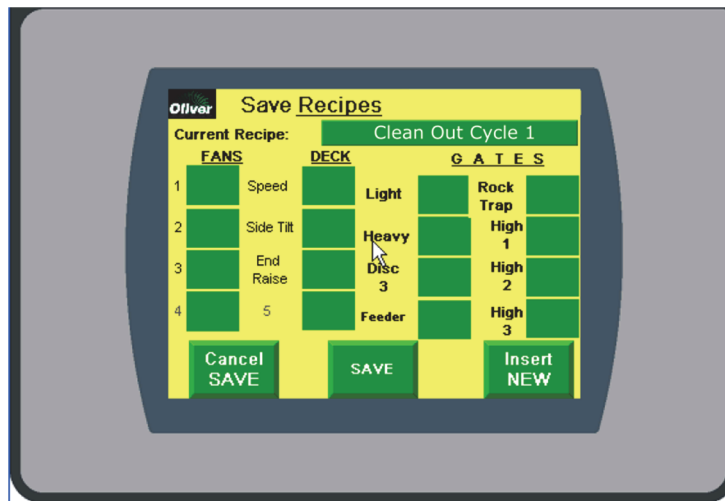 Oliver
Save Recipes
Current Recipe:
Clean Out Cycle 1
FANS
DECK
G A T E S
1
Speed
Light
Rock
Trap
2
Side Tilt
Heavy
High
1
3
End
Raise
Disc
3
High
2
4
5
Feeder
High
3
Cancel
SAVE
SAVE
Insert
NEW